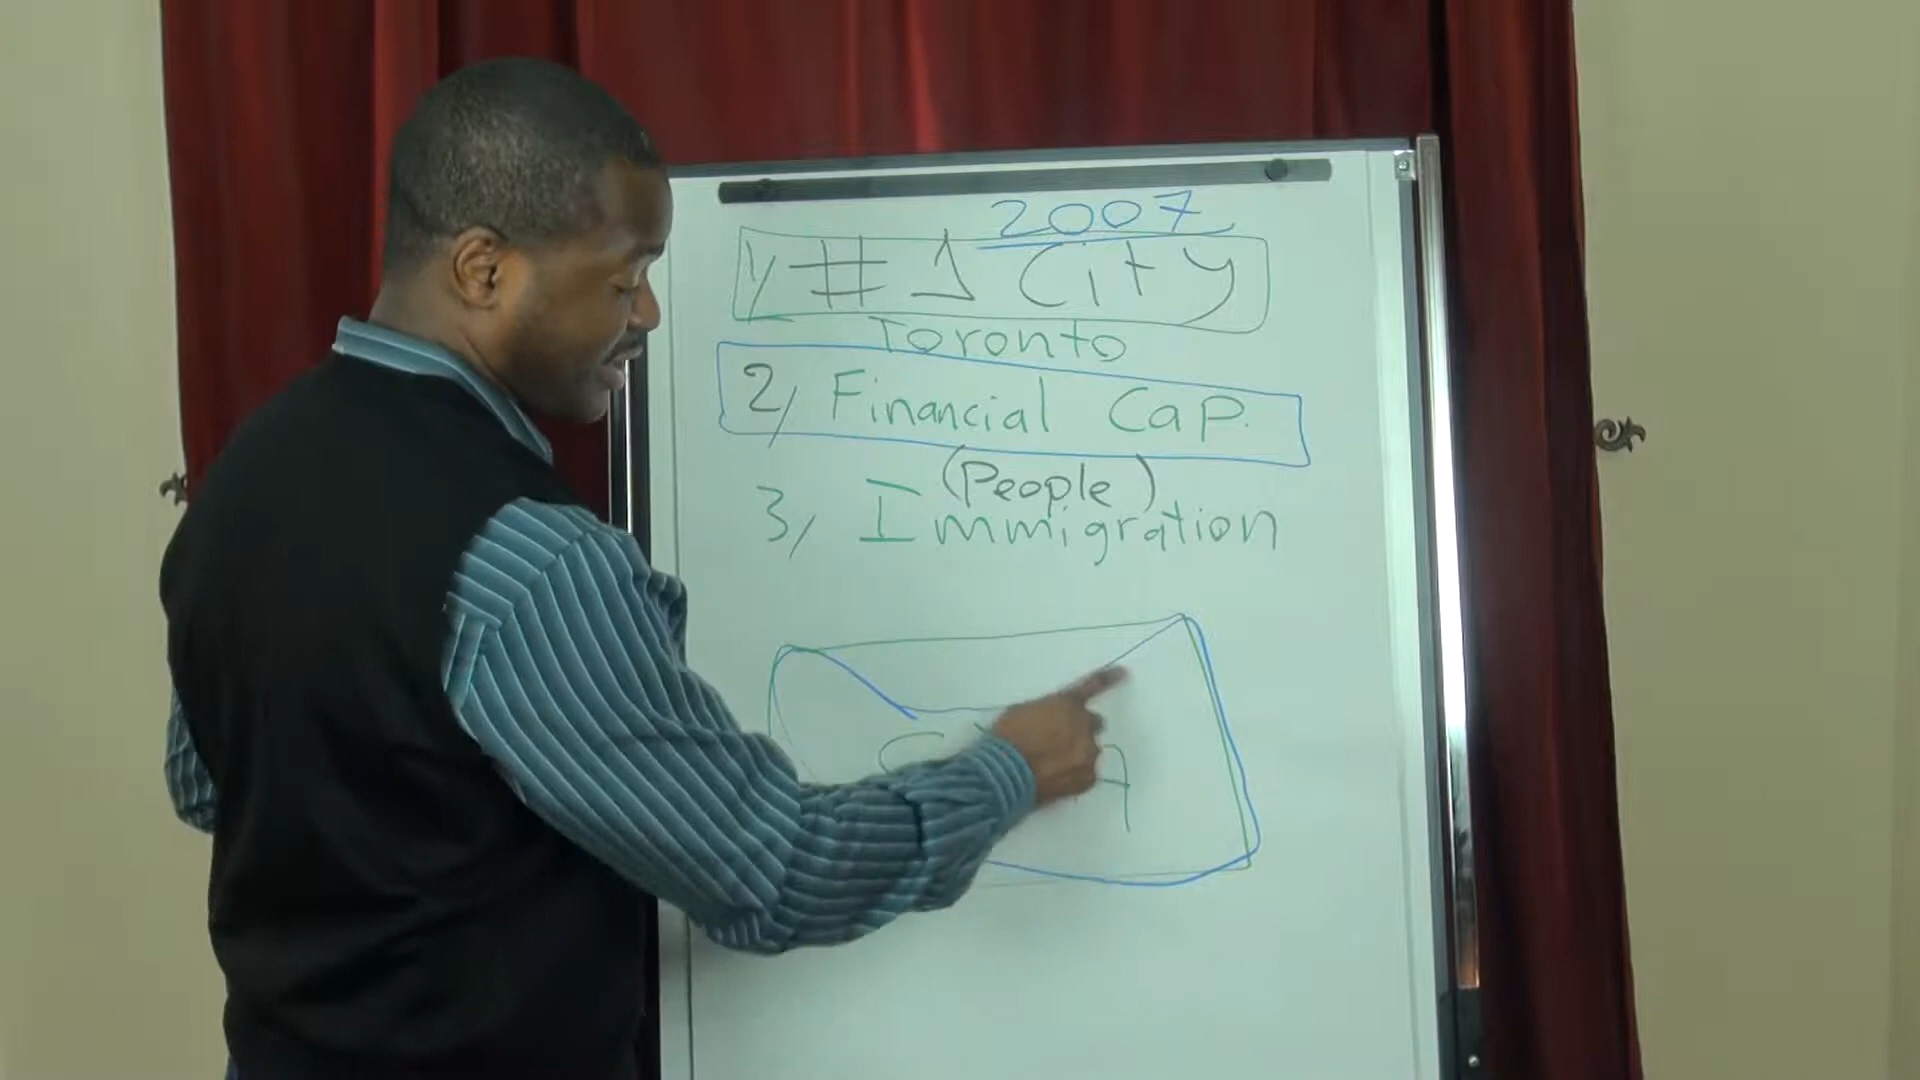 2007
1/ #1 City
Toronto
2/ Financial Cap.
(People)
3/ Immigration